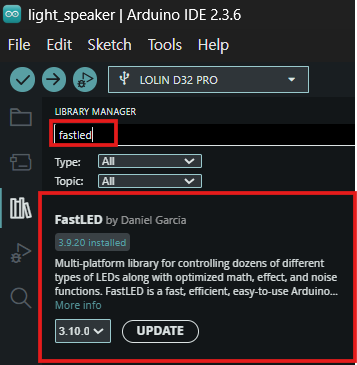 light_speaker | Arduino IDE 2.3.6
File Edit Sketch Tools Help
LOLIN D32 PRO
LIBRARY MANAGER
fastled
Type: All
Topic: All
FastLED by Daniel Garcia
3.9.20 installed
Multi-platform library for controlling dozens of different
types of LEDs along with optimized math, effect, and noise
functions. FastLED is a fast, efficient, easy-to-use Arduino...
More info
3.10.0 UPDATE